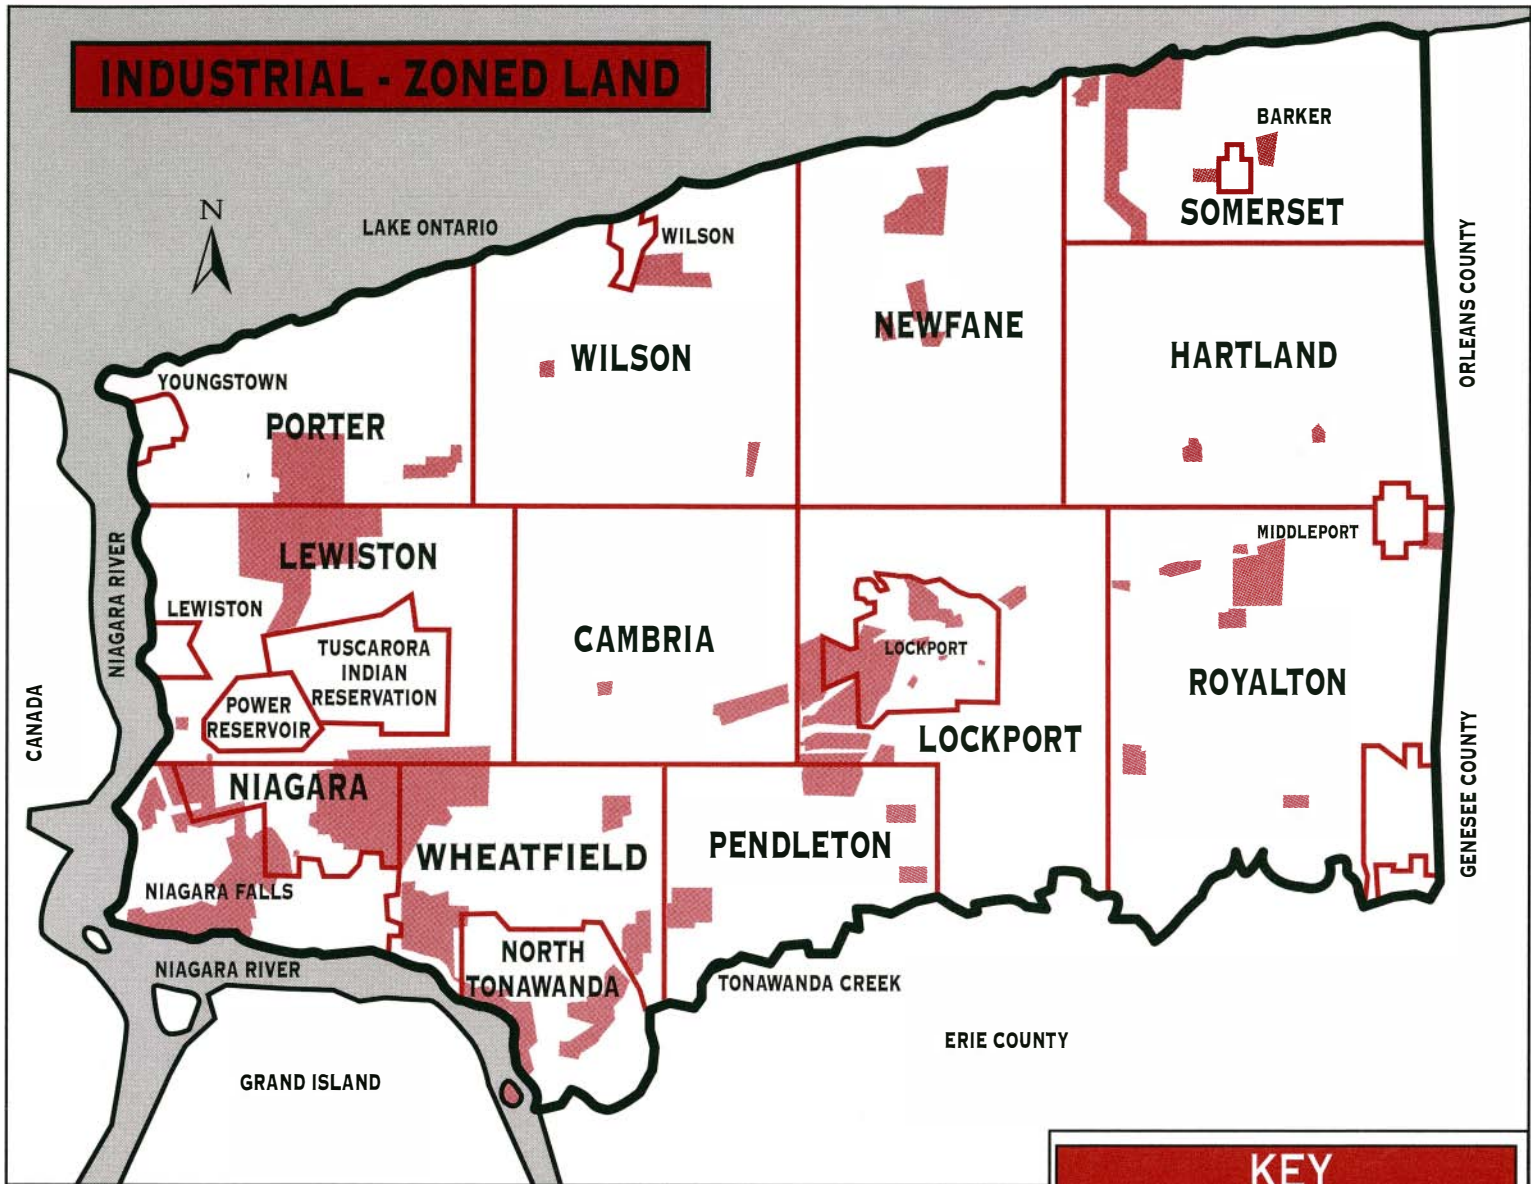 INDUSTRIAL - ZONED LAND
BARKER
SOMERSET
N
LAKE ONTARIO
WILSON
ORLEANS COUNTY
NEWFANE
WILSON
HARTLAND
YOUNGSTOWN
PORTER
MIDDLEPORT
NIAGARA RIVER
LEWISTON
LEWISTON
TUSCARORA
INDIAN
RESERVATION
CAMBRIA
LOCKPORT
ROYALTON
POWER
RESERVOIR
CANADA
LOCKPORT
GENESEE COUNTY
NIAGARA
WHEATFIELD
PENDLETON
NIAGARA FALLS
NORTH
TONAWANDA
NIAGARA RIVER
TONAWANDA CREEK
ERIE COUNTY
GRAND ISLAND
KEY